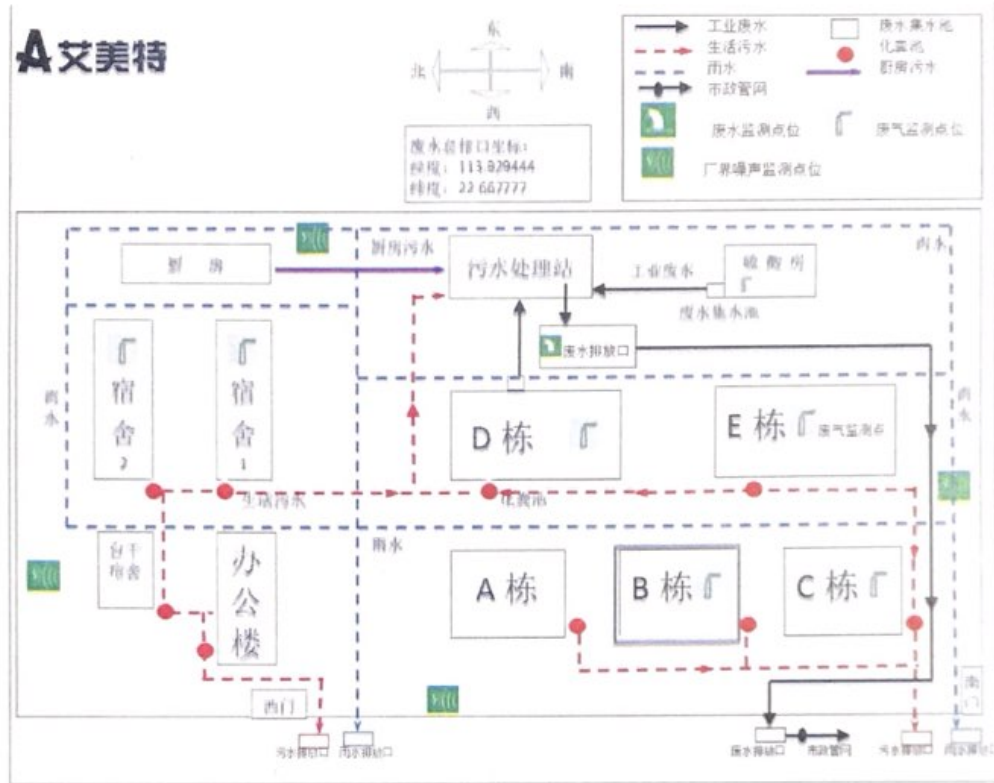 艾美特
东
北
南
西
废水总排口坐标：
经度：113.829444
纬度：22.667777
工业废水
生活污水
雨水
市政管网
废水集水池
化粪池
厨房污水
废水监测点位
废气监测点位
厂界噪声监测点位
厨房
厨房污水
污水处理站
工业废水
废水集水池
雨水
废水排放口
宿舍2
宿舍1
雨水
雨水
D栋
E栋
废气监测点
生活污水
化粪池
雨水
宿舍
办公楼
A栋
B栋
C栋
西门
南门
污水排放口
雨水排放口
废水排放口
市政管网
污水排放口
雨水排放口